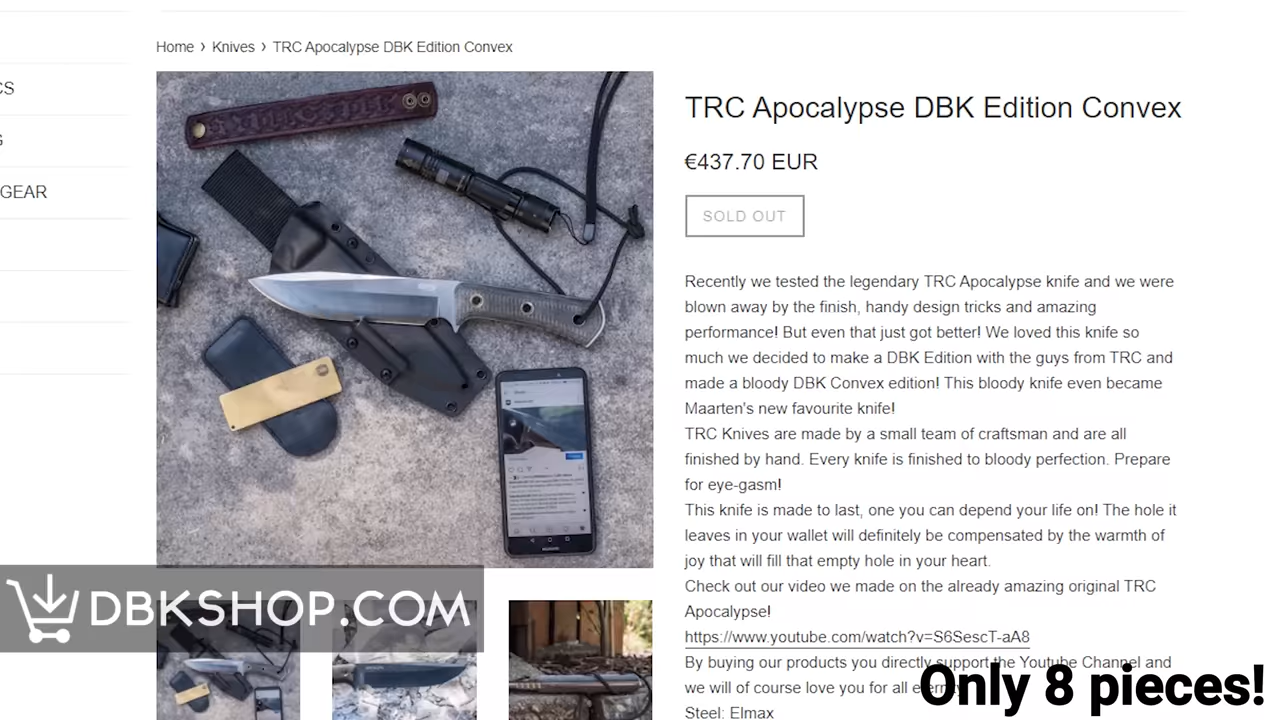 Home › Knives › TRC Apocalypse DBK Edition Convex
CS
G
GEAR
TRC Apocalypse DBK Edition Convex
€437.70 EUR
SOLD OUT
Recently we tested the legendary TRC Apocalypse knife and we were
blown away by the finish, handy design tricks and amazing
performance! But even that just got better! We loved this knife so
much we decided to make a DBK Edition with the guys from TRC and
made a bloody DBK Convex edition! This bloody knife even became
Maarten's new favourite knife!
TRC Knives are made by a small team of craftsman and are all
finished by hand. Every knife is finished to bloody perfection. Prepare
for eye-gasm!
This knife is made to last, one you can depend your life on! The hole it
leaves in your wallet will definitely be compensated by the warmth of
joy that will fill that empty hole in your heart.
Check out our video we made on the already amazing original TRC
Apocalypse!
https://www.youtube.com/watch?v=S6SescT-aA8
By buying our products you directly support the Youtube Channel and
we will of course love you for all eternity.
Steel: Elmax
DBKSHOP.COM
Only 8 pieces!